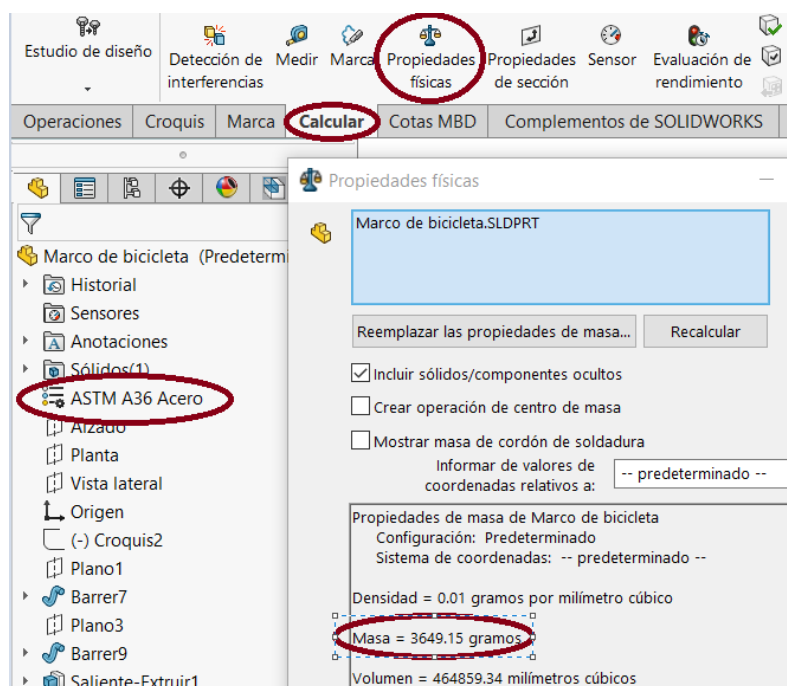 Estudio de diseño
Detección de interferencias
Medir
Marca
Propiedades físicas
Propiedades de sección
Sensor
Evaluación de rendimiento
Operaciones
Croquis
Marca
Calcular
Cotas MBD
Complementos de SOLIDWORKS
Marco de bicicleta (Predetermi
Historial
Sensores
Anotaciones
Sólidos(1)
ASTM A36 Acero
Alzado
Planta
Vista lateral
Origen
(-) Croquis2
Plano1
Barrer7
Plano3
Barrer9
Saliente-Extruir1
Propiedades físicas
Marco de bicicleta.SLDPRT
Reemplazar las propiedades de masa...
Recalcular
Incluir sólidos/componentes ocultos
Crear operación de centro de masa
Mostrar masa de cordón de soldadura
Informar de valores de
coordenadas relativos a:
-- predeterminado --
Propiedades de masa de Marco de bicicleta
Configuración: Predeterminado
Sistema de coordenadas: -- predeterminado --
Densidad = 0.01 gramos por milímetro cúbico
Masa = 3649.15 gramos
Volumen = 464859.34 milímetros cúbicos